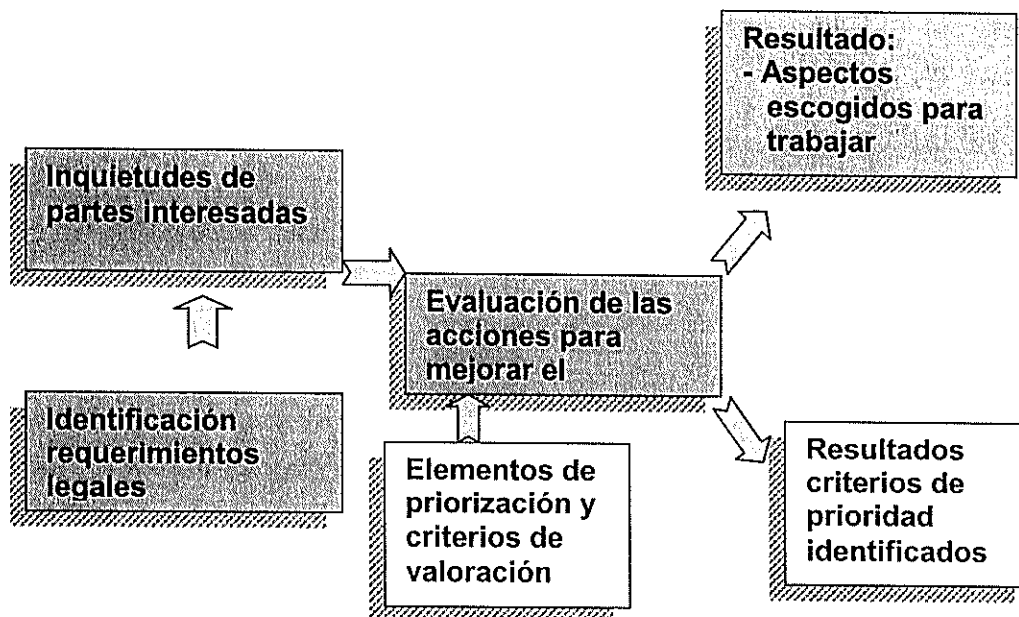 Inquietudes de
partes interesadas
Identificación
requerimientos
legales
Evaluación de las
acciones para
mejorar el
Elementos de
priorización y
criterios de
valoración
Resultado:
- Aspectos
escogidos para
trabajar
Resultados
criterios de
prioridad
identificados